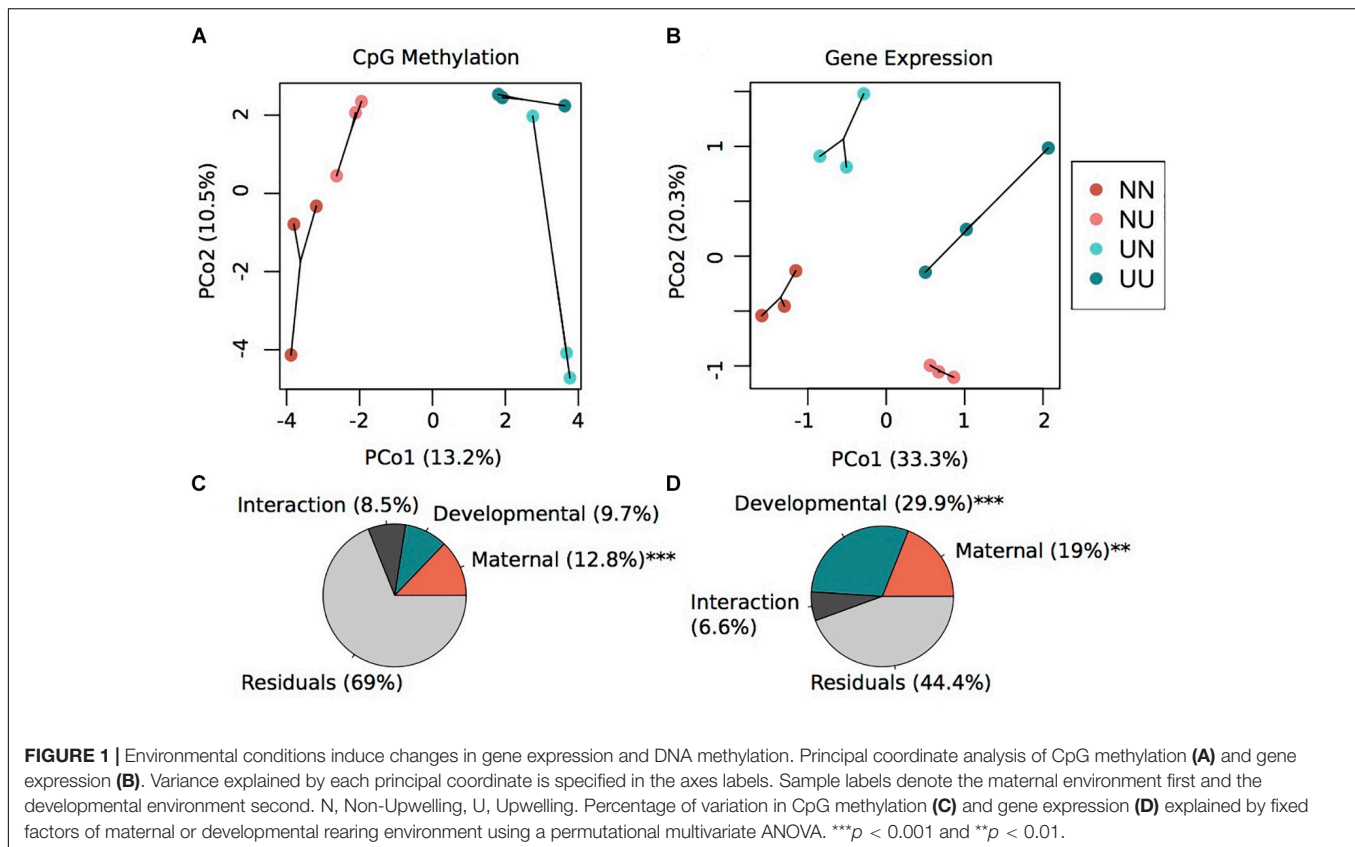 A
CpG Methylation
PCo2 (10.5%)
2
0
-2
-4
-4 -2 0 2 4
PCo1 (13.2%)
B
Gene Expression
PCo2 (20.3%)
1
0
-1
-1 0 1 2
PCo1 (33.3%)
NN
NU
UN
UU
C
Interaction (8.5%)
Developmental (9.7%)
Maternal (12.8%)***
Residuals (69%)
D
Developmental (29.9%)***
Maternal (19%)**
Interaction
(6.6%)
Residuals (44.4%)
FIGURE 1 | Environmental conditions induce changes in gene expression and DNA methylation. Principal coordinate analysis of CpG methylation (A) and gene
expression (B). Variance explained by each principal coordinate is specified in the axes labels. Sample labels denote the maternal environment first and the
developmental environment second. N, Non-Upwelling, U, Upwelling. Percentage of variation in CpG methylation (C) and gene expression (D) explained by fixed
factors of maternal or developmental rearing environment using a permutational multivariate ANOVA. ***p < 0.001 and **p < 0.01.